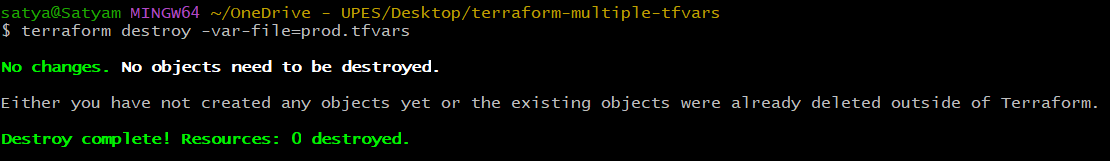 satya@Satyam MINGW64 ~/OneDrive - UPES/Desktop/terraform-multiple-tfvars
$ terraform destroy -var-file=prod.tfvars
No changes. No objects need to be destroyed.
Either you have not created any objects yet or the existing objects were already deleted outside of Terraform.
Destroy complete! Resources: 0 destroyed.